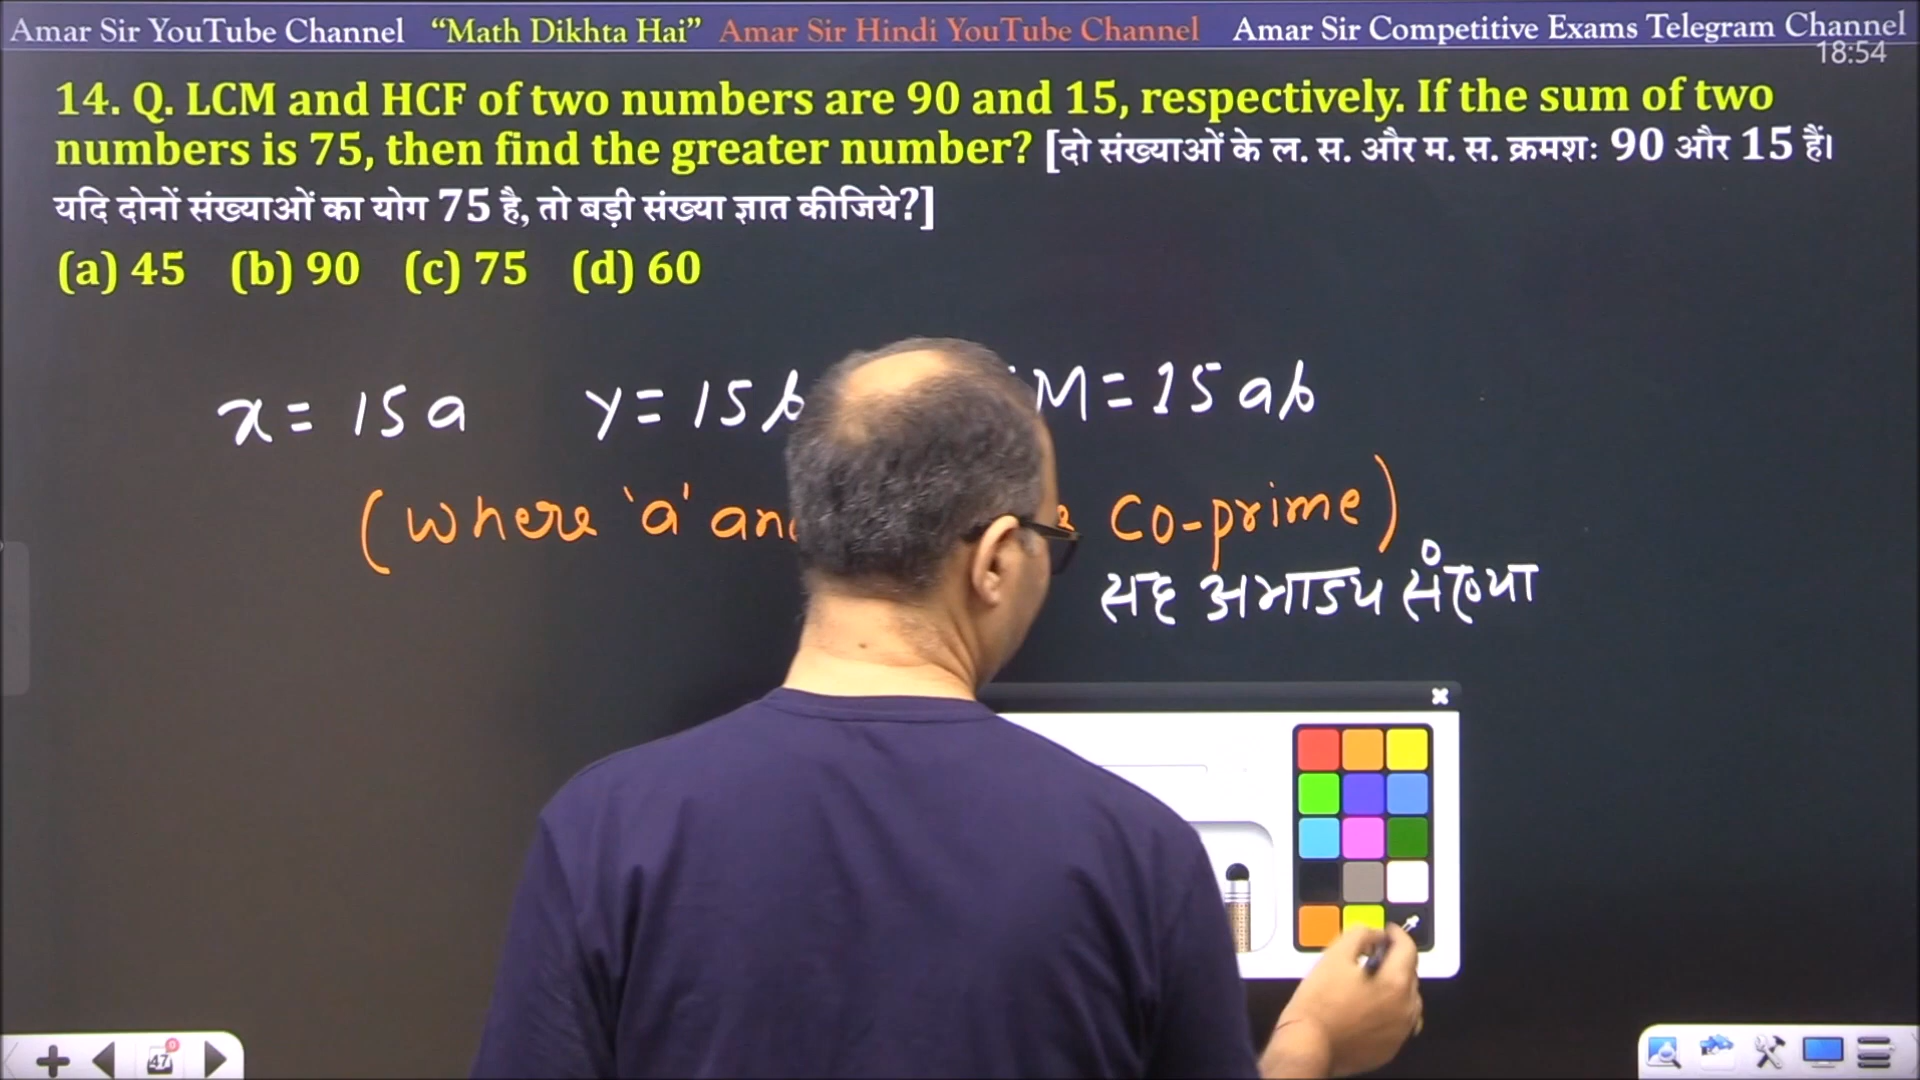 Amar Sir YouTube Channel “Math Dikhta Hai” Amar Sir Hindi YouTube Channel Amar Sir Competitive Exams Telegram Channel
18:54
14. Q. LCM and HCF of two numbers are 90 and 15, respectively. If the sum of two
numbers is 75, then find the greater number? [दो संख्याओं के ल. स. और म. स. क्रमशः 90 और 15 हैं।
यदि दोनों संख्याओं का योग 75 है, तो बड़ी संख्या ज्ञात कीजिये?]
(a) 45 (b) 90 (c) 75 (d) 60
x = 15a y = 15b M = 15ab
(where 'a' an Co-prime)
सह अभाज्य संख्या
47 0